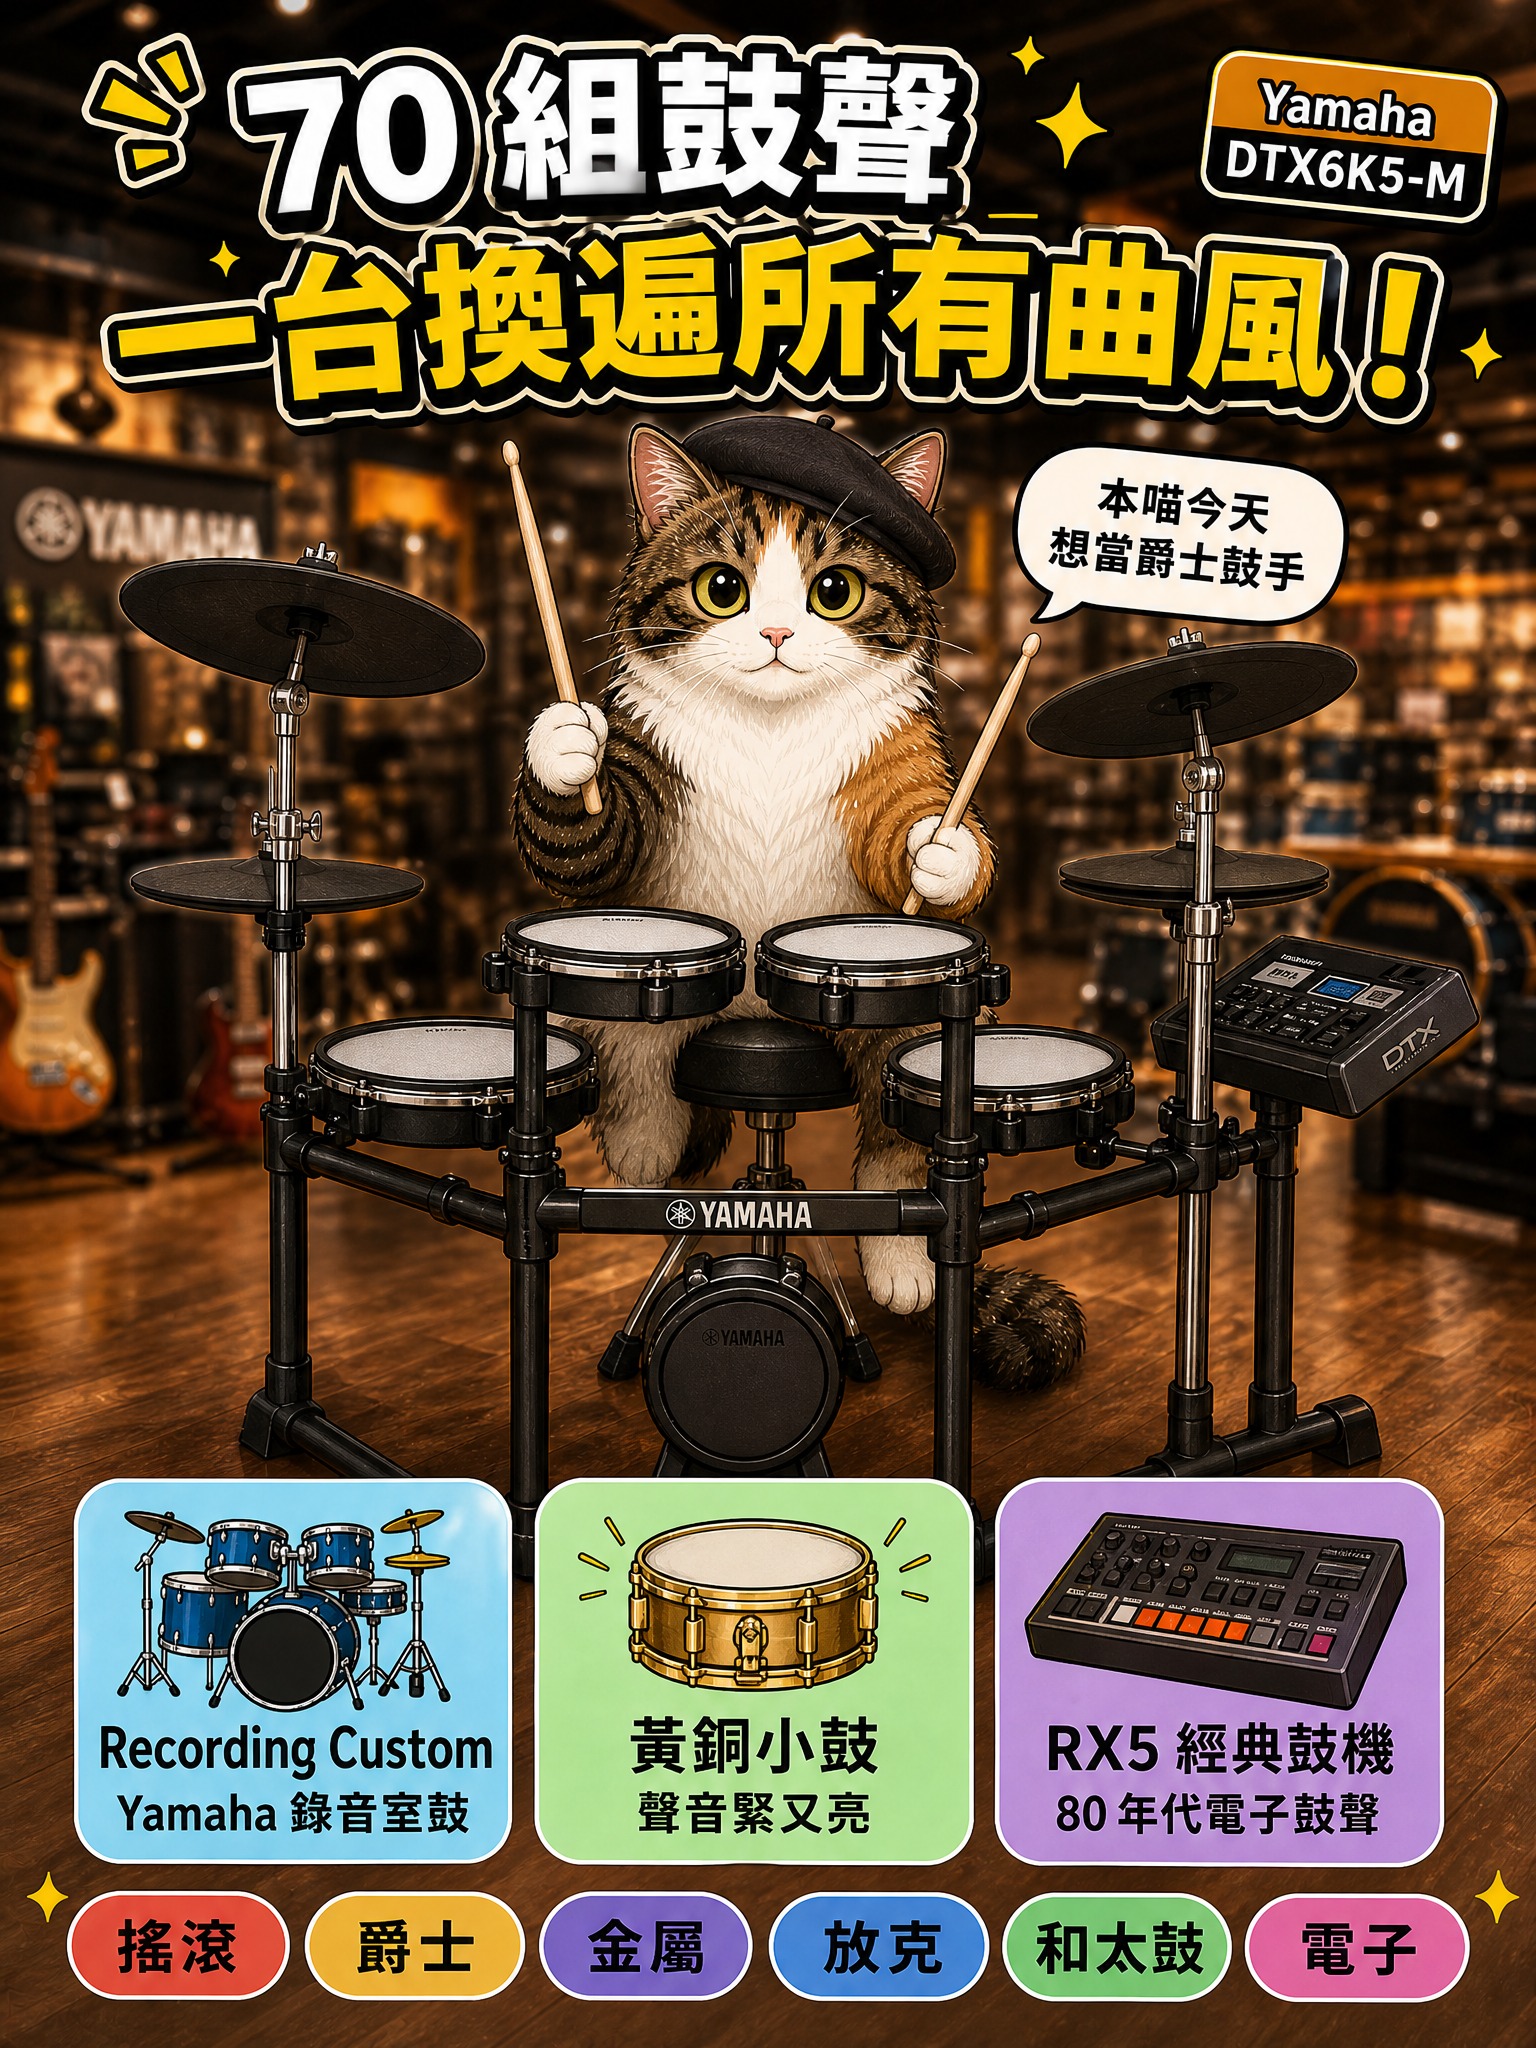 70 組鼓聲
Yamaha
DTX6K5-M
一台換遍所有曲風！
本喵今天
想當爵士鼓手
YAMAHA
DTX
YAMAHA
YAMAHA
Recording Custom
Yamaha 錄音室鼓
黃銅小鼓
聲音緊又亮
RX5 經典鼓機
80 年代電子鼓聲
搖滾
爵士
金屬
放克
和太鼓
電子